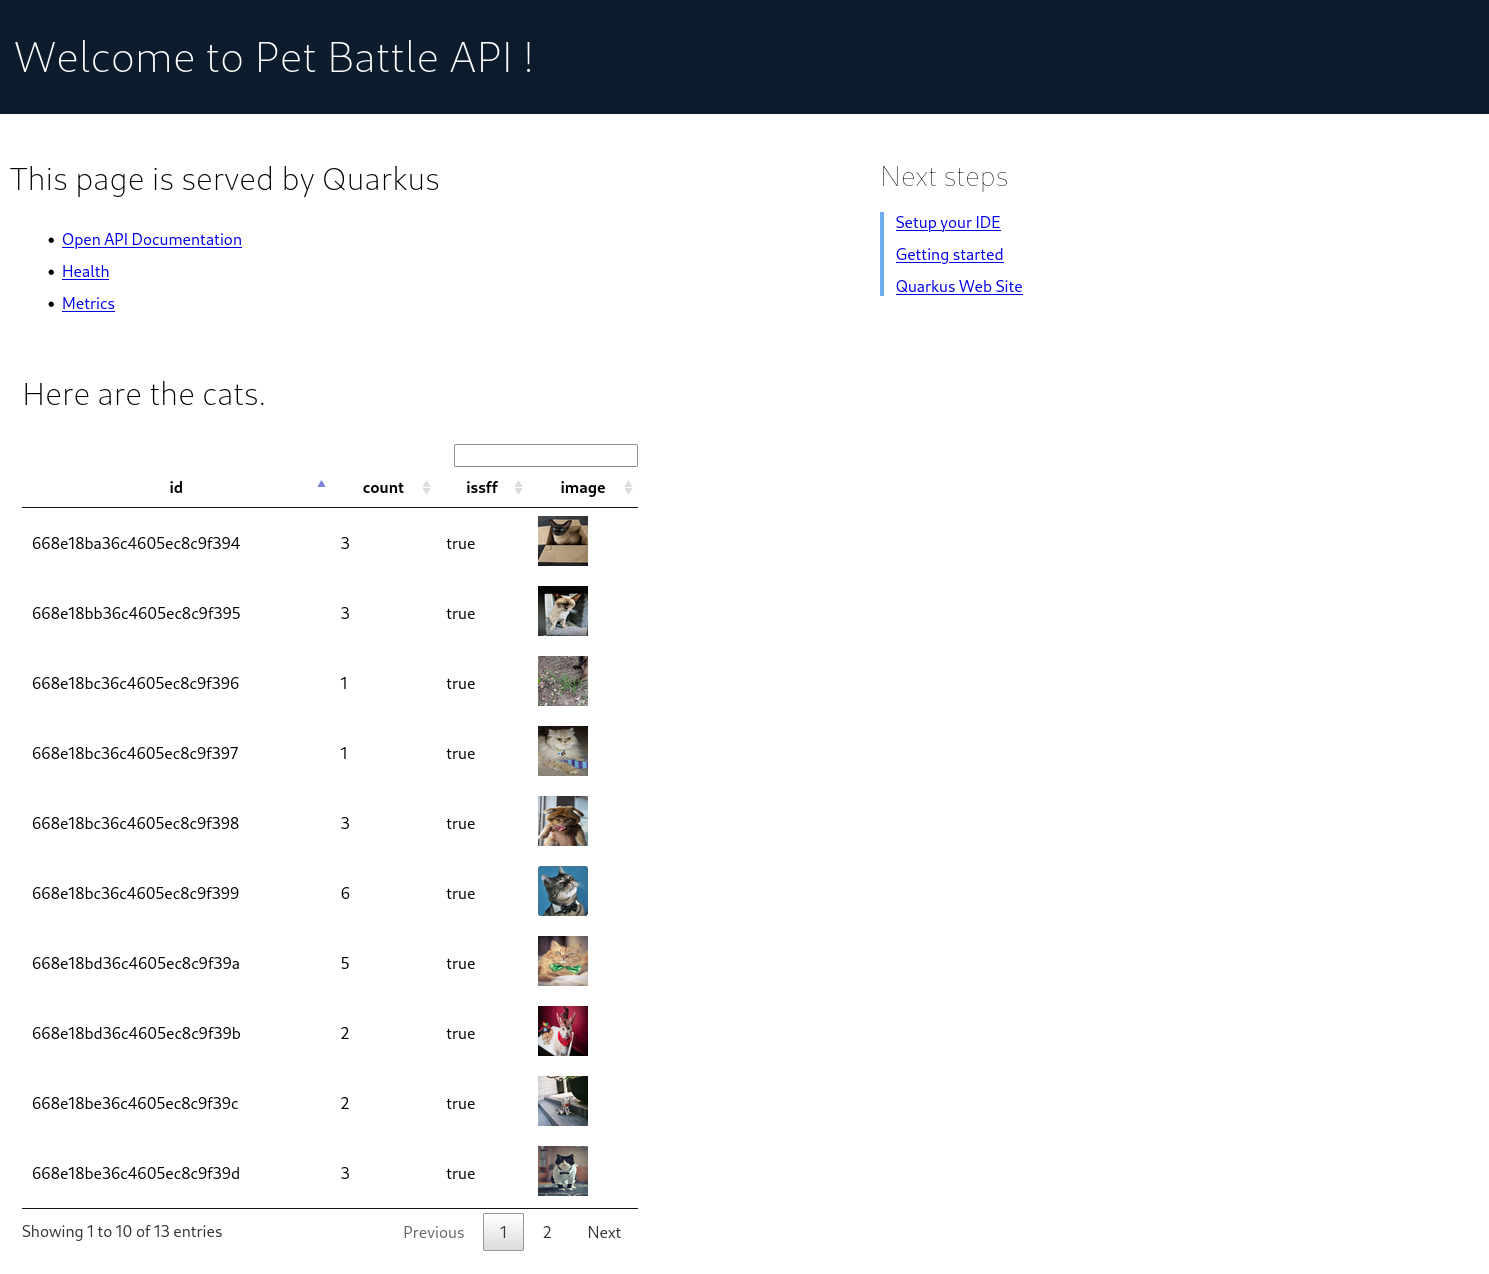 Welcome to Pet Battle API !
This page is served by Quarkus
Open API Documentation
Health
Metrics
Next steps
Setup your IDE
Getting started
Quarkus Web Site
Here are the cats.
id count issff image
668e18ba36c4605ec8c9f394 3 true
668e18bb36c4605ec8c9f395 3 true
668e18bc36c4605ec8c9f396 1 true
668e18bc36c4605ec8c9f397 1 true
668e18bc36c4605ec8c9f398 3 true
668e18bc36c4605ec8c9f399 6 true
668e18bd36c4605ec8c9f39a 5 true
668e18bd36c4605ec8c9f39b 2 true
668e18be36c4605ec8c9f39c 2 true
668e18be36c4605ec8c9f39d 3 true
Showing 1 to 10 of 13 entries Previous 1 2 Next